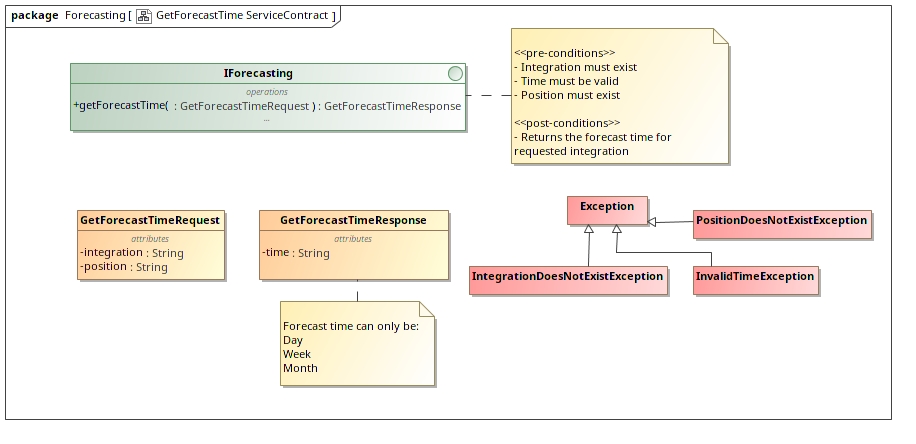 package Forecasting [ GetForecastTime ServiceContract ]
IForecasting
operations
+getForecastTime( : GetForecastTimeRequest ) : GetForecastTimeResponse
...
<<pre-conditions>>
- Integration must exist
- Time must be valid
- Position must exist
<<post-conditions>>
- Returns the forecast time for
requested integration
GetForecastTimeRequest
attributes
-integration : String
-position : String
GetForecastTimeResponse
attributes
-time : String
Forecast time can only be:
Day
Week
Month
Exception
PositionDoesNotExistException
IntegrationDoesNotExistException
InvalidTimeException